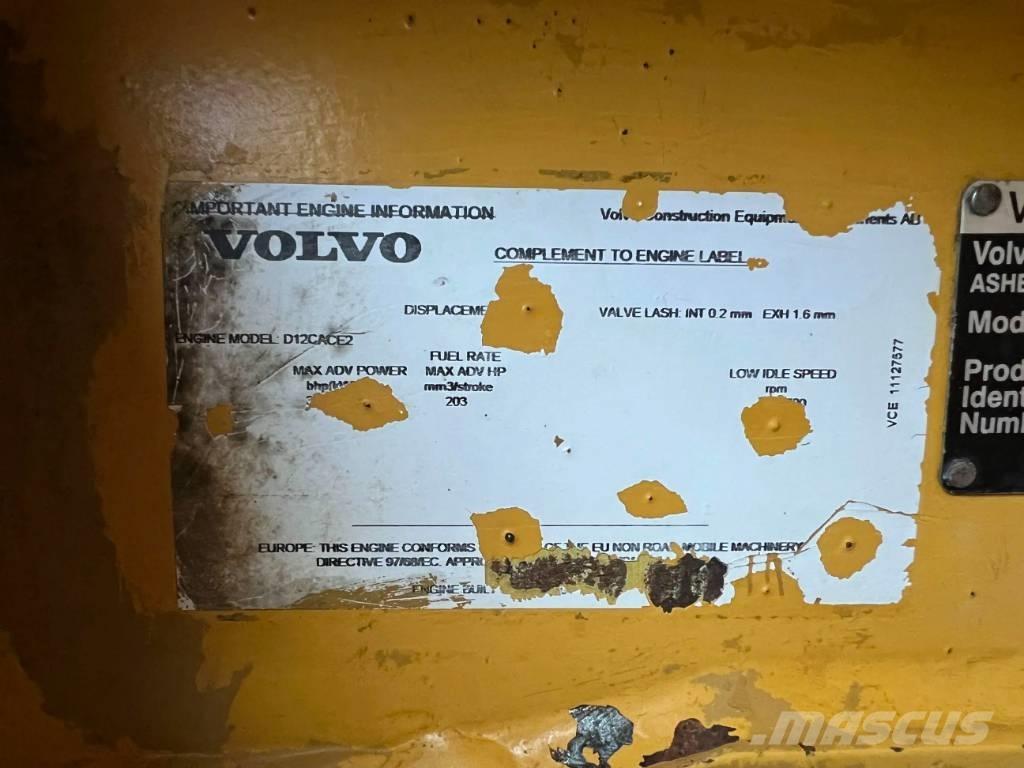 IMPORTANT ENGINE INFORMATION
Construction
VOLVO
COMPLEMENT TO ENGINE LABEL
VALVE LASH: INT 0.2 mm EXH 1.6 mm
ENGINE MODEL: D12CACE2
FUEL RATE
MAX ADV POWER MAX ADV HP LOW IDLE SPEED
mm3/stroke rpm
203
VCE 11127577
EUROPE: THIS ENGINE CONFORMS EU NON ROAD MOBILE MACHINERY
DIRECTIVE 97/68/EC.
ENGINE BUILT
V
Volv
ASHE
Mod
Prod
Ident
Numb
mascus